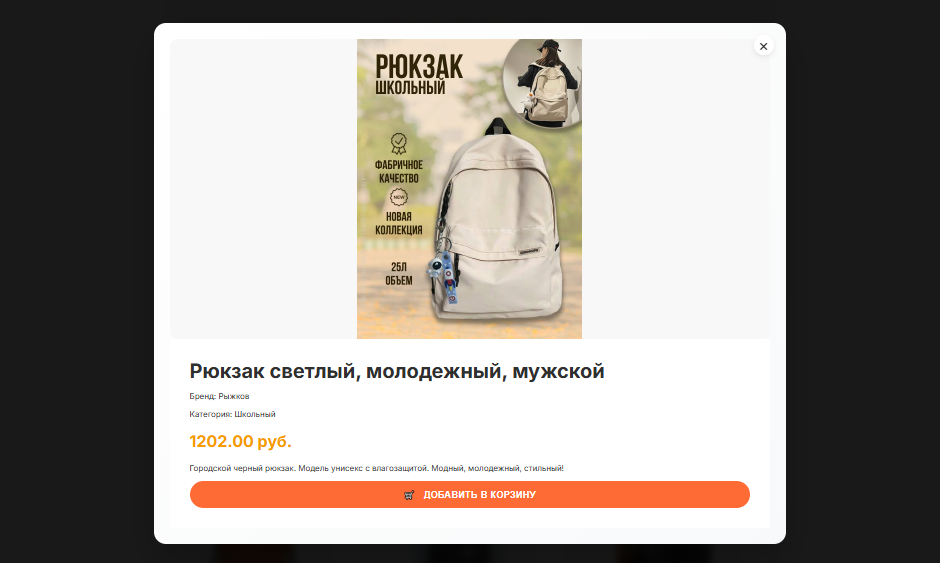 РЮКЗАК
ШКОЛЬНЫЙ
ФАБРИЧНОЕ
КАЧЕСТВО
NEW
НОВАЯ
КОЛЛЕКЦИЯ
25Л
ОБЪЕМ
Рюкзак светлый, молодежный, мужской
Бренд: Рыжков
Категория: Школьный
1202.00 руб.
Городской черный рюкзак. Модель унисекс с влагозащитой. Модный, молодежный, стильный!
ДОБАВИТЬ В КОРЗИНУ